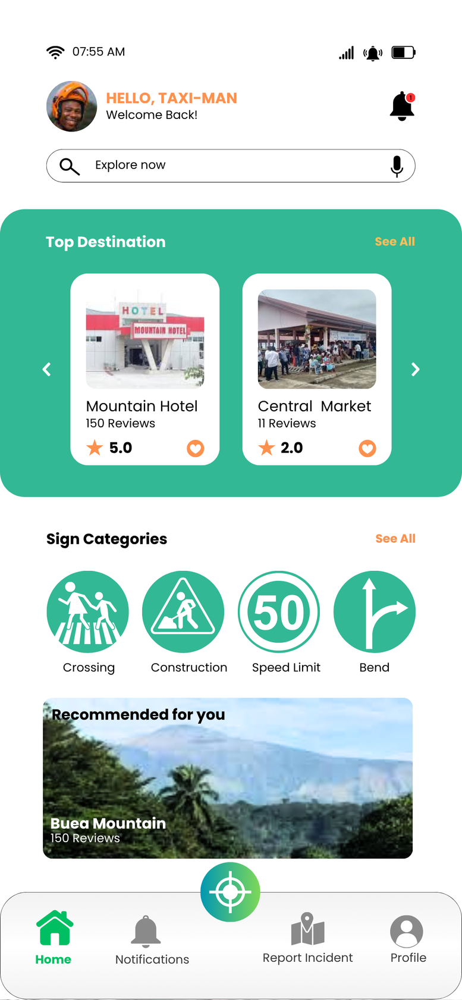 07:55 AM
HELLO, TAXI-MAN
1
Welcome Back!
Explore now
Top Destination
See All
HOTEL
MOUNTAIN HOTEL
Mountain Hotel
Central Market
150 Reviews
11 Reviews
5.0
2.0
Sign Categories
See All
50
Crossing
Construction
Speed Limit
Bend
Recommended for you
Buea Mountain
150 Reviews
Home
Notifications
Report Incident
Profile